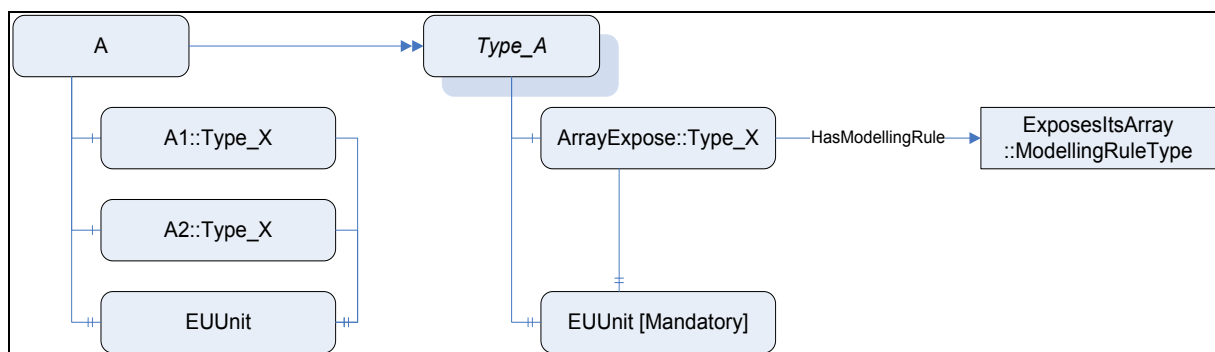 A
Type_A
A1::Type_X
ArrayExpose::Type_X
HasModellingRule
ExposesItsArray
::ModellingRuleType
A2::Type_X
EUUnit
EUUnit [Mandatory]